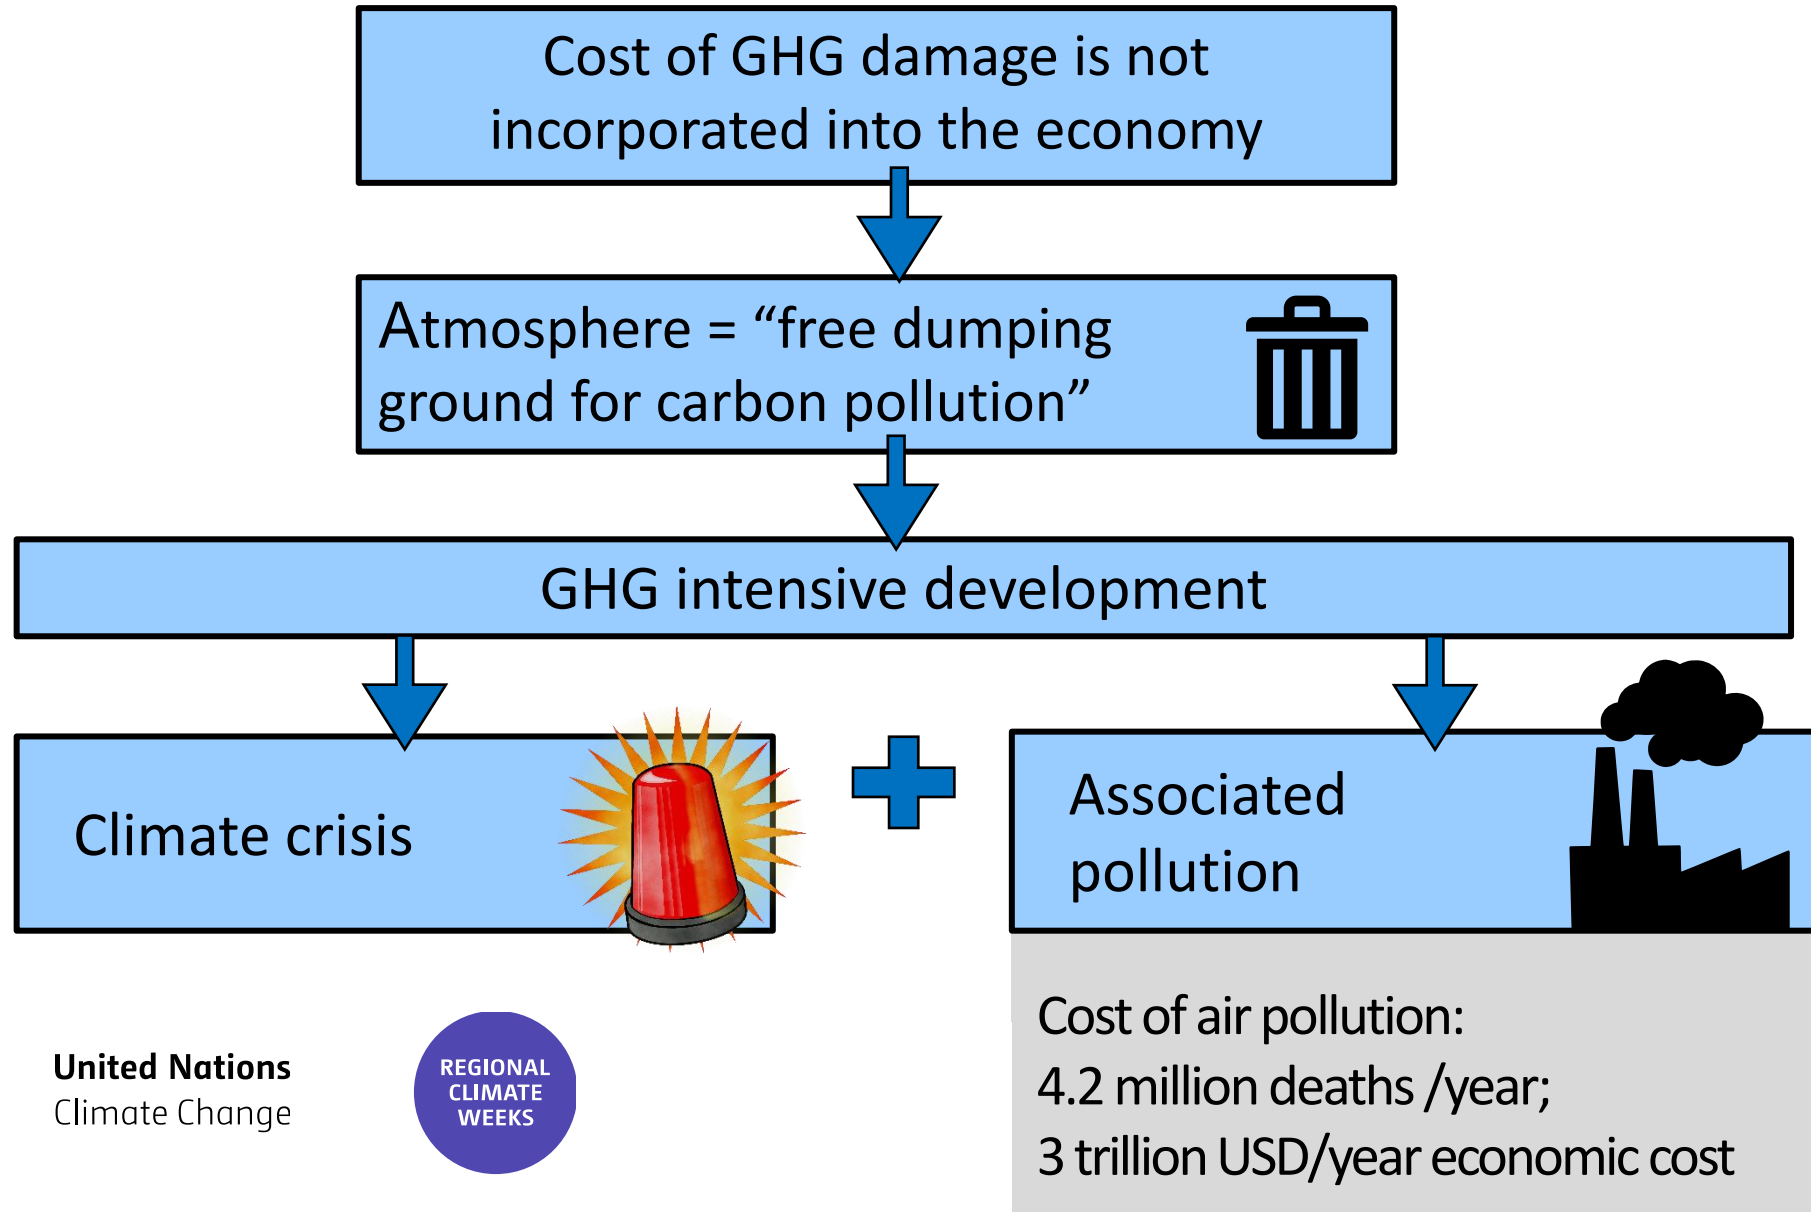 Cost of GHG damage is not
incorporated into the economy
Atmosphere = “free dumping
ground for carbon pollution”
GHG intensive development
Climate crisis
Associated
pollution
Cost of air pollution:
4.2 million deaths /year;
3 trillion USD/year economic cost
United Nations
Climate Change
REGIONAL
CLIMATE
WEEKS